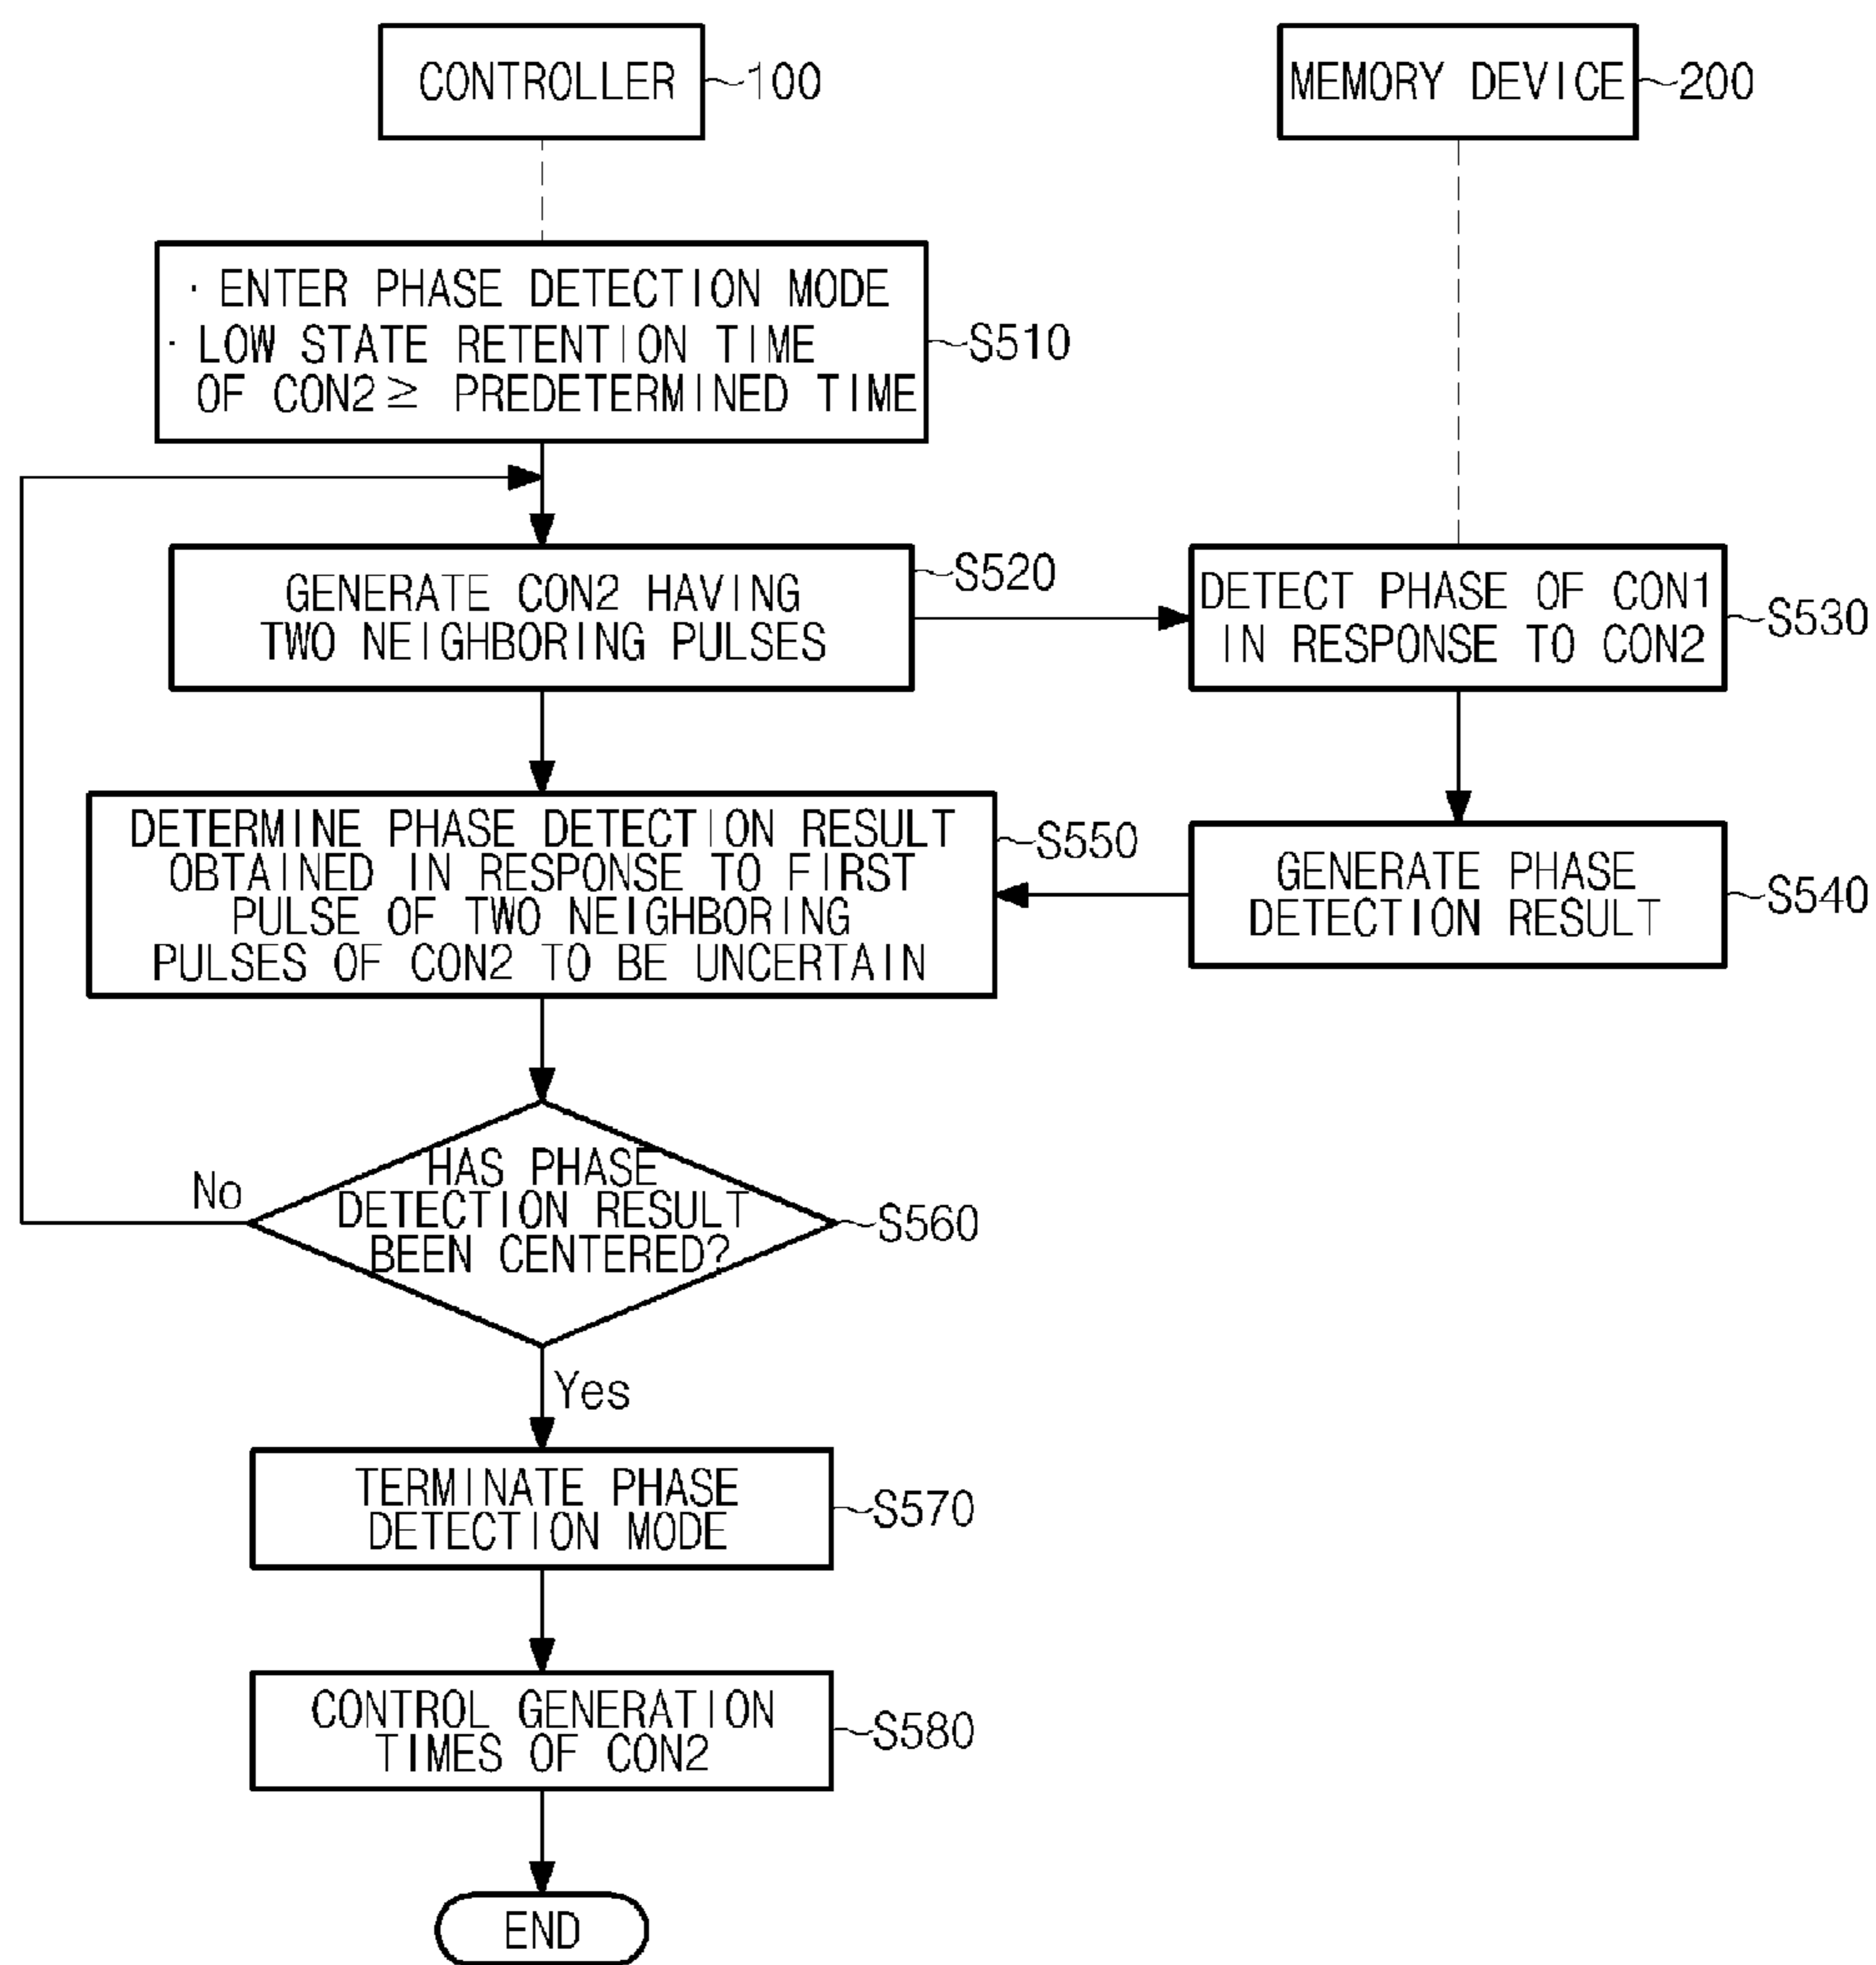 CONTROLLER
100
MEMORY DEVICE
200
· ENTER PHASE DETECTION MODE
· LOW STATE RETENTION TIME
OF CON2 ≥ PREDETERMINED TIME
S510
GENERATE CON2 HAVING
TWO NEIGHBORING PULSES
S520
DETECT PHASE OF CON1
IN RESPONSE TO CON2
S530
DETERMINE PHASE DETECTION RESULT
OBTAINED IN RESPONSE TO FIRST
PULSE OF TWO NEIGHBORING
PULSES OF CON2 TO BE UNCERTAIN
S550
GENERATE PHASE
DETECTION RESULT
S540
HAS PHASE
DETECTION RESULT
BEEN CENTERED?
S560
No
Yes
TERMINATE PHASE
DETECTION MODE
S570
CONTROL GENERATION
TIMES OF CON2
S580
END